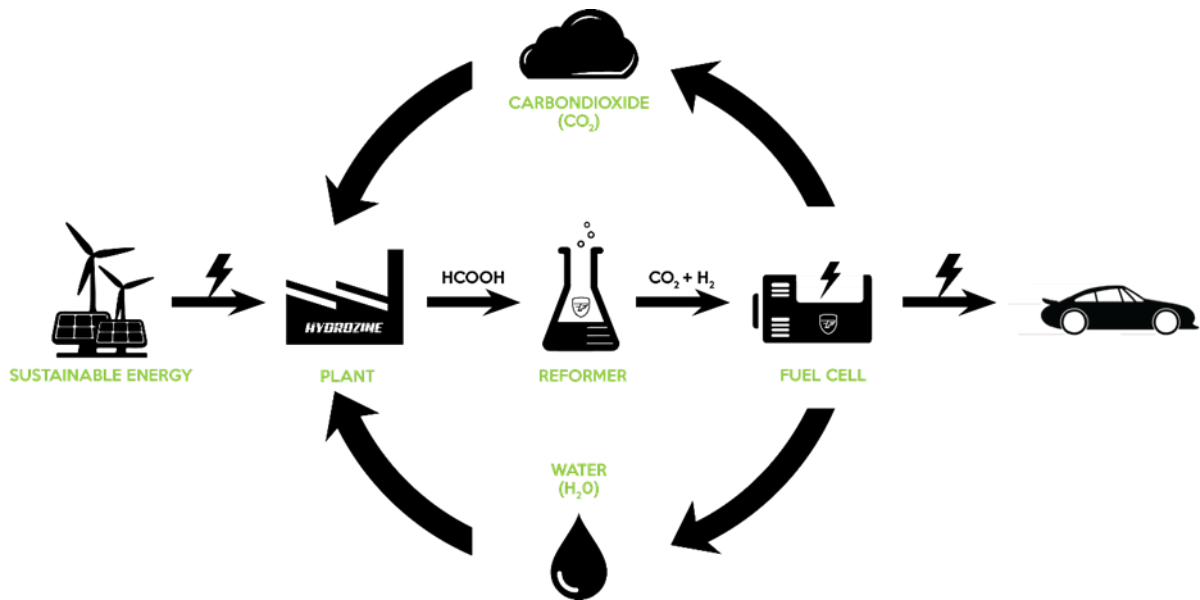 CARBONDIOXIDE
(CO₂)
HCOOH
CO₂ + H₂
HYDROZINE
SUSTAINABLE ENERGY
PLANT
REFORMER
FUEL CELL
WATER
(H₂O)